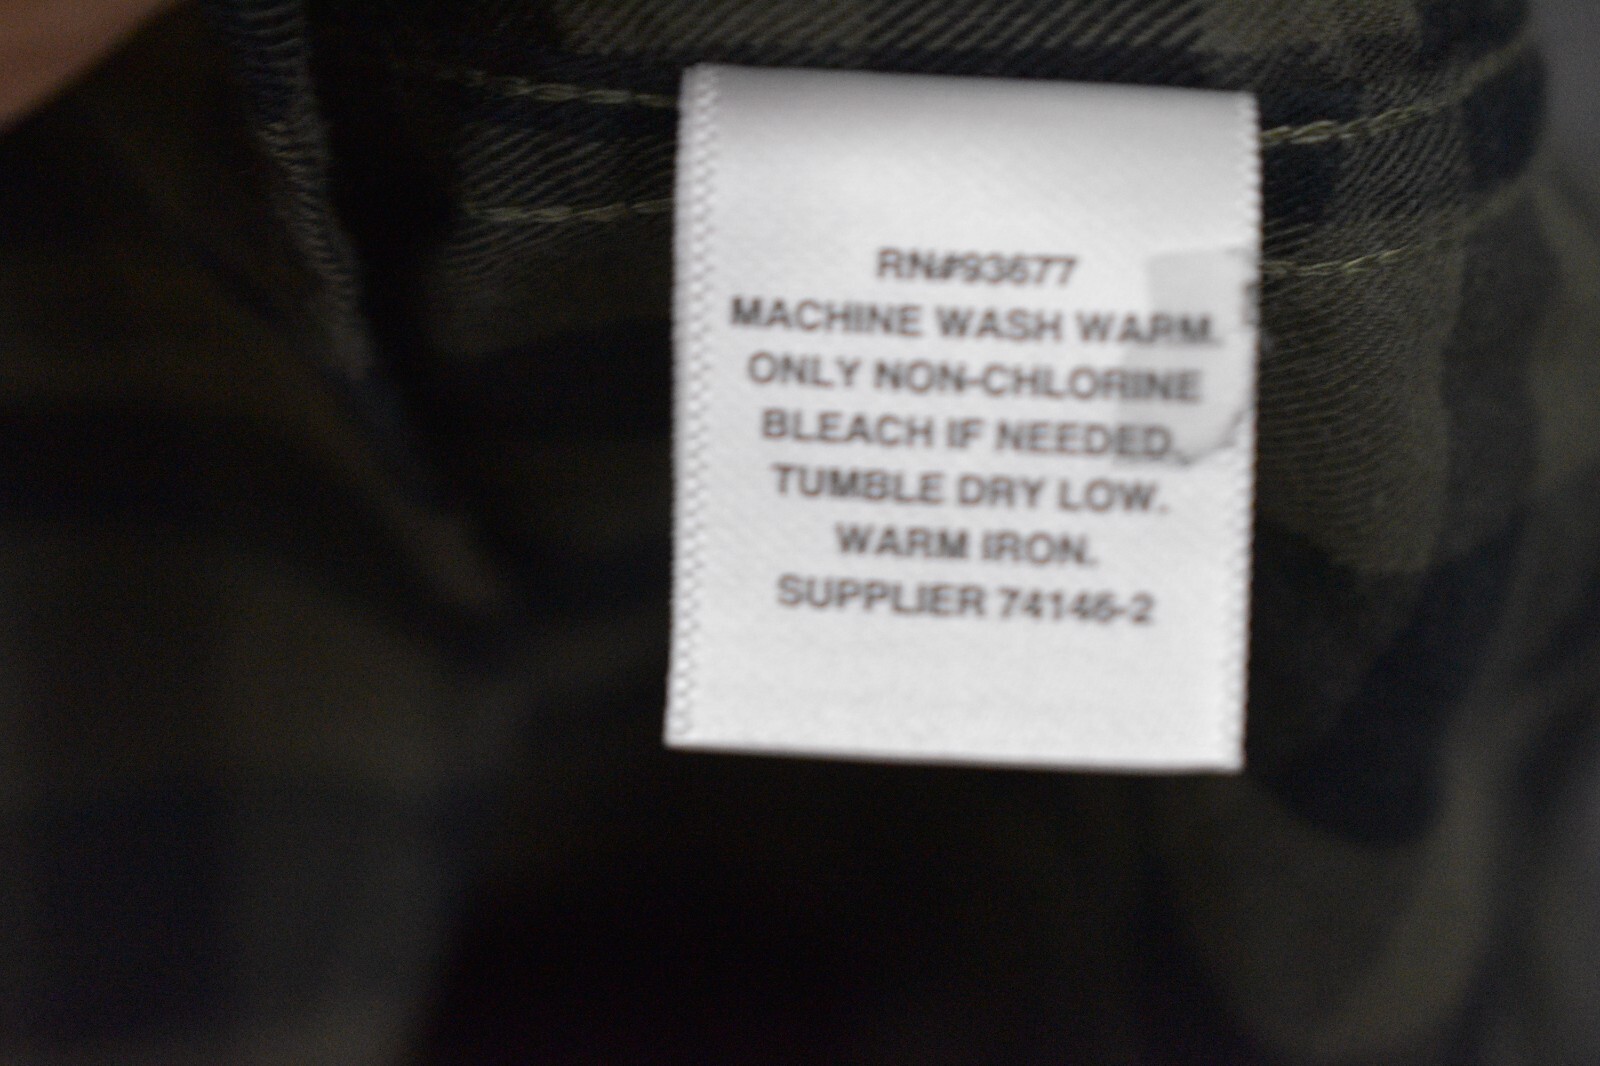 RN#93677
MACHINE WASH WARM.
ONLY NON-CHLORINE
BLEACH IF NEEDED.
TUMBLE DRY LOW.
WARM IRON.
SUPPLIER 74146-2